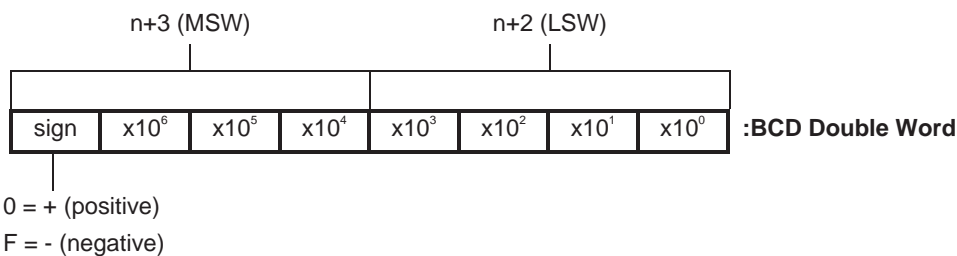 n+3 (MSW) n+2 (LSW)
sign x10⁶ x10⁵ x10⁴ x10³ x10² x10¹ x10⁰ :BCD Double Word
0 = + (positive)
F = - (negative)